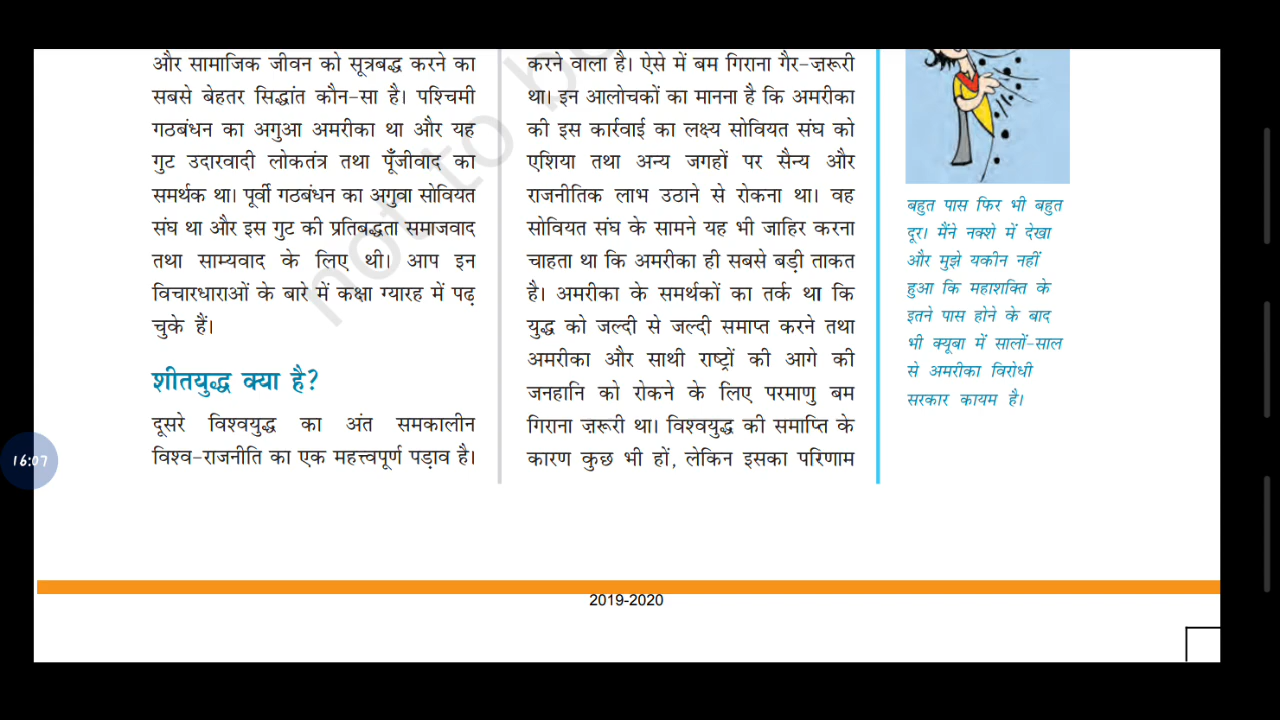 और सामाजिक जीवन को सूत्रबद्ध करने का
सबसे बेहतर सिद्धांत कौन-सा है। पश्चिमी
गठबंधन का अगुआ अमरीका था और यह
गुट उदारवादी लोकतंत्र तथा पूँजीवाद का
समर्थक था। पूर्वी गठबंधन का अगुवा सोवियत
संघ था और इस गुट की प्रतिबद्धता समाजवाद
तथा साम्यवाद के लिए थी। आप इन
विचारधाराओं के बारे में कक्षा ग्यारह में पढ़
चुके हैं।
शीतयुद्ध क्या है?
दूसरे विश्वयुद्ध का अंत समकालीन
विश्व-राजनीति का एक महत्त्वपूर्ण पड़ाव है।
करने वाला है। ऐसे में बम गिराना गैर-ज़रूरी
था। इन आलोचकों का मानना है कि अमरीका
की इस कार्रवाई का लक्ष्य सोवियत संघ को
एशिया तथा अन्य जगहों पर सैन्य और
राजनीतिक लाभ उठाने से रोकना था। वह
सोवियत संघ के सामने यह भी जाहिर करना
चाहता था कि अमरीका ही सबसे बड़ी ताकत
है। अमरीका के समर्थकों का तर्क था कि
युद्ध को जल्दी से जल्दी समाप्त करने तथा
अमरीका और साथी राष्ट्रों की आगे की
जनहानि को रोकने के लिए परमाणु बम
गिराना ज़रूरी था। विश्वयुद्ध की समाप्ति के
कारण कुछ भी हों, लेकिन इसका परिणाम
बहुत पास फिर भी बहुत
दूर। मैंने नक्शे में देखा
और मुझे यकीन नहीं
हुआ कि महाशक्ति के
इतने पास होने के बाद
भी क्यूबा में सालों-साल
से अमरीका विरोधी
सरकार कायम है।
not to
16:07
2019-2020